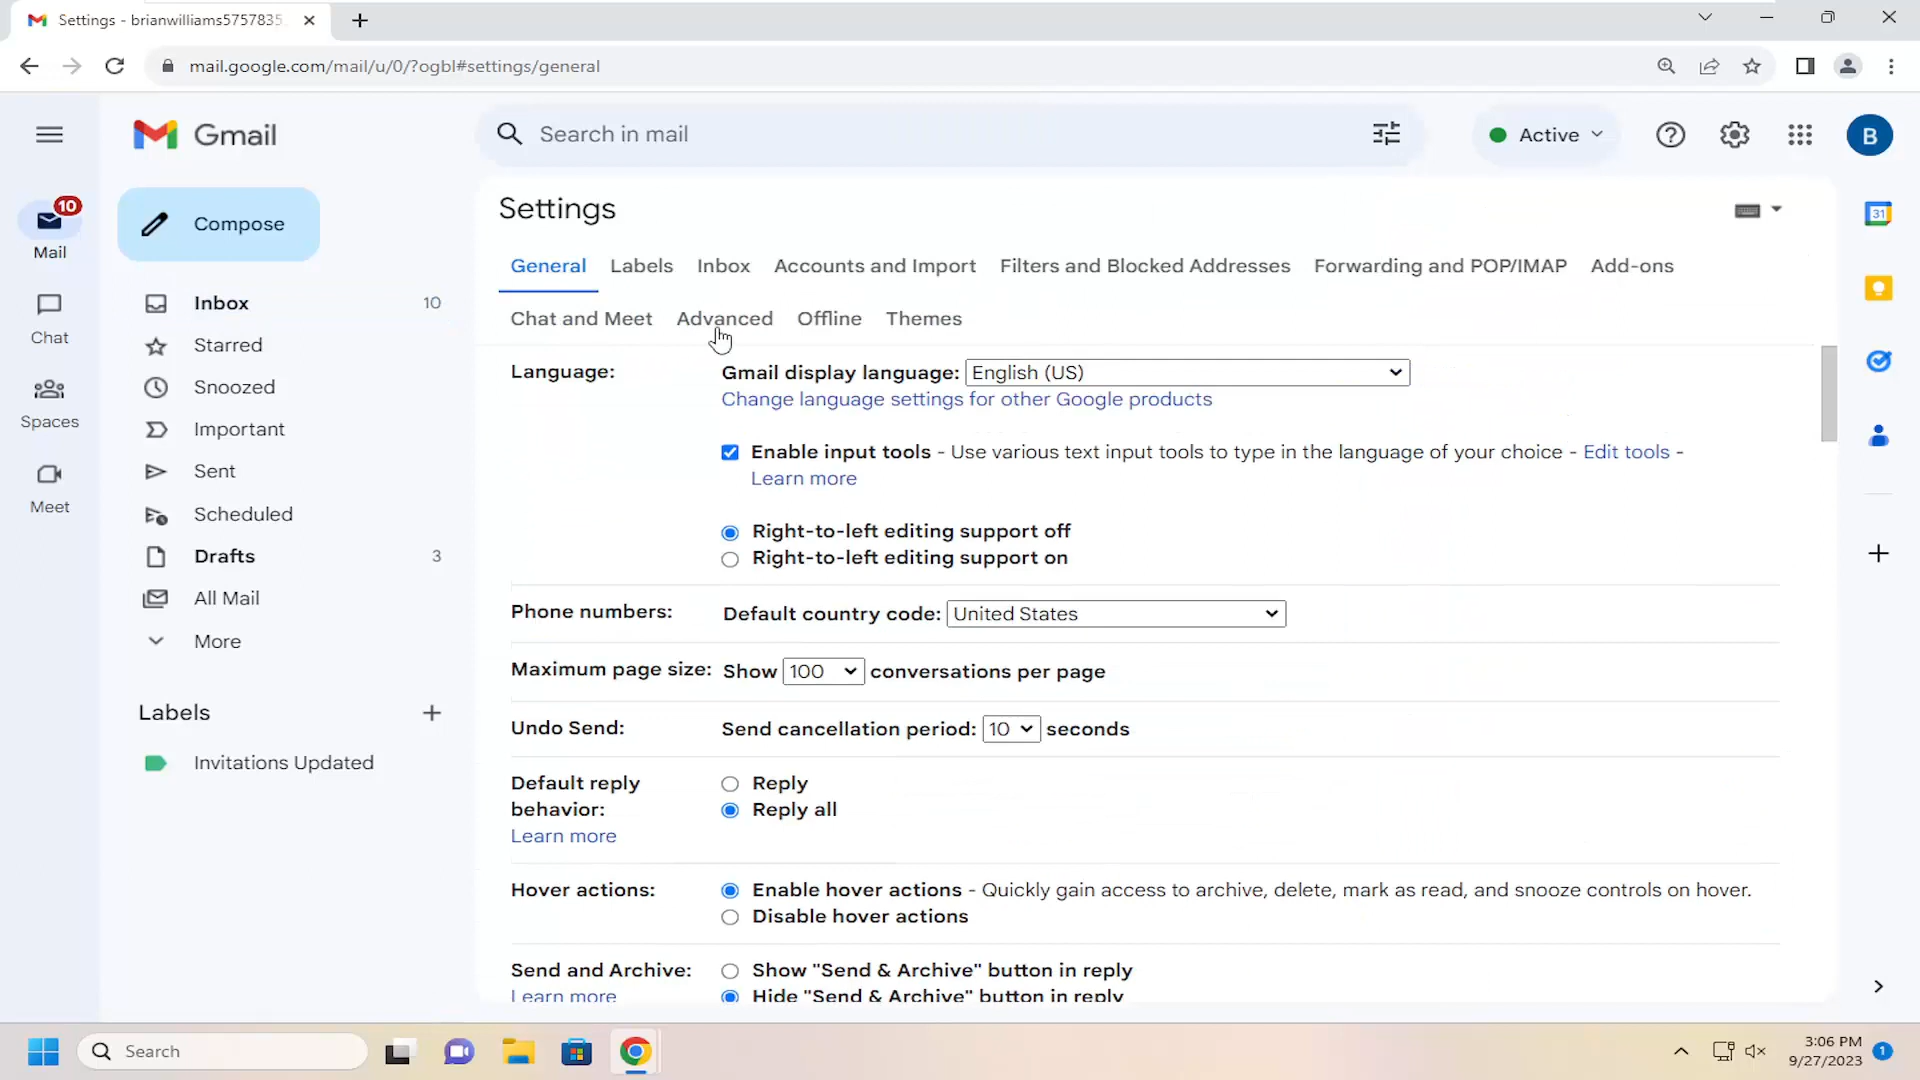 Settings - brianwilliams5757835
mail.google.com/mail/u/0/?ogbl#settings/general
Gmail
Search in mail
Active
B
10
Mail
Chat
Spaces
Meet
Compose
Inbox 10
Starred
Snoozed
Important
Sent
Scheduled
Drafts 3
All Mail
More
Labels
Invitations Updated
Settings
General Labels Inbox Accounts and Import Filters and Blocked Addresses Forwarding and POP/IMAP Add-ons
Chat and Meet Advanced Offline Themes
Language: Gmail display language: English (US)
Change language settings for other Google products
Enable input tools - Use various text input tools to type in the language of your choice - Edit tools -
Learn more
Right-to-left editing support off
Right-to-left editing support on
Phone numbers: Default country code: United States
Maximum page size: Show 100 conversations per page
Undo Send: Send cancellation period: 10 seconds
Default reply
behavior:
Learn more
Reply
Reply all
Hover actions: Enable hover actions - Quickly gain access to archive, delete, mark as read, and snooze controls on hover.
Disable hover actions
Send and Archive: Show "Send & Archive" button in reply
Learn more Hide "Send & Archive" button in reply
31
Search
3:06 PM
9/27/2023
1